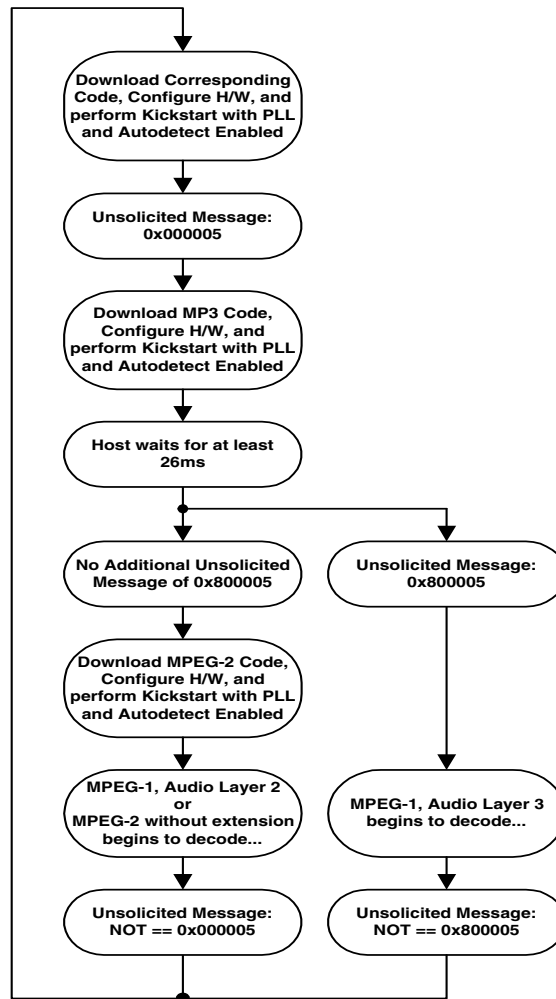 Download Corresponding
Code, Configure H/W, and
perform Kickstart with PLL
and Autodetect Enabled
Unsolicited Message:
0x000005
Download MP3 Code,
Configure H/W, and
perform Kickstart with PLL
and Autodetect Enabled
Host waits for at least
26ms
No Additional Unsolicited
Message of 0x800005
Unsolicited Message:
0x800005
Download MPEG-2 Code,
Configure H/W, and
perform Kickstart with PLL
and Autodetect Enabled
MPEG-1, Audio Layer 2
or
MPEG-2 without extension
begins to decode...
MPEG-1, Audio Layer 3
begins to decode...
Unsolicited Message:
NOT == 0x000005
Unsolicited Message:
NOT == 0x800005